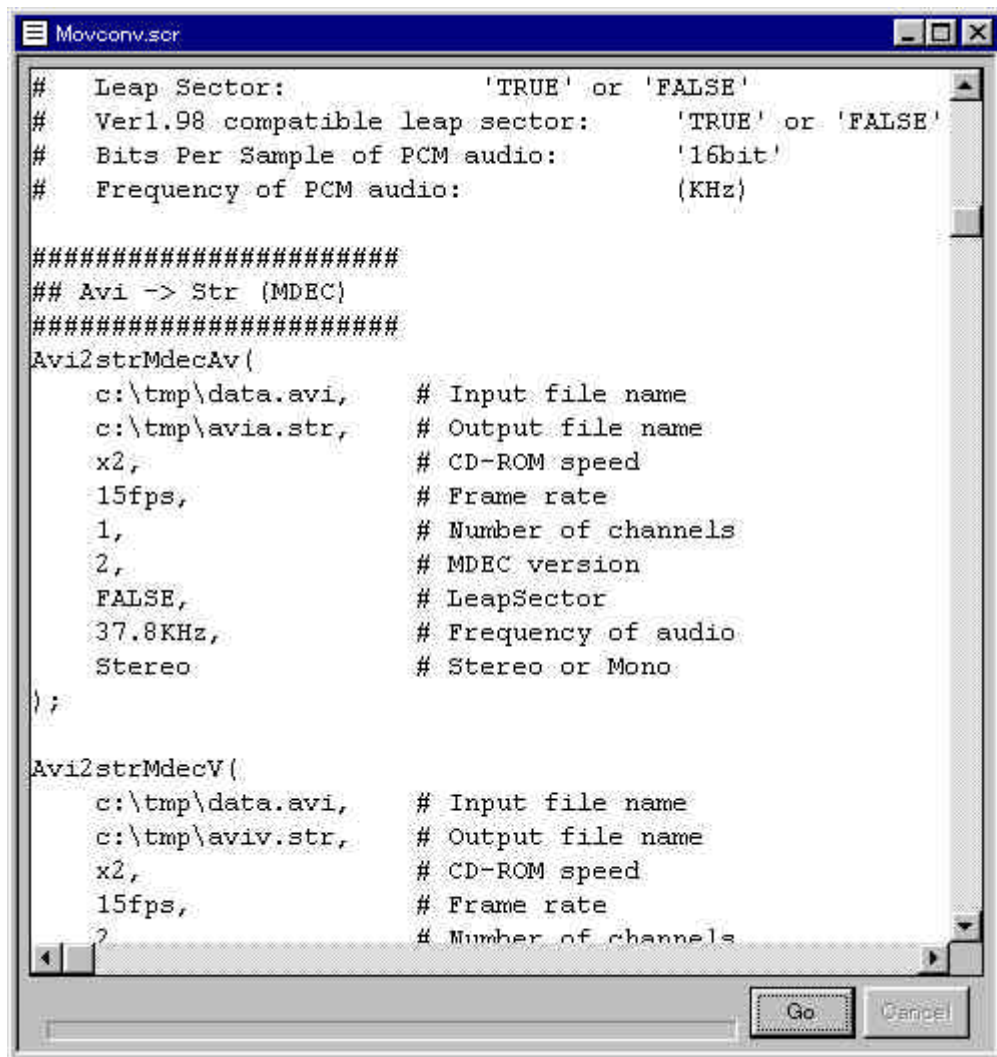 Movconv.scr
#   Leap Sector:            'TRUE' or 'FALSE'
#   Ver1.98 compatible leap sector:     'TRUE' or 'FALSE'
#   Bits Per Sample of PCM audio:       '16bit'
#   Frequency of PCM audio:             (KHz)
#######################
## Avi -> Str (MDEC)
#######################
Avi2strMdecAv(
    c:\tmp\data.avi,    # Input file name
    c:\tmp\avia.str,    # Output file name
    x2,                 # CD-ROM speed
    15fps,              # Frame rate
    1,                  # Number of channels
    2,                  # MDEC version
    FALSE,              # LeapSector
    37.8KHz,            # Frequency of audio
    Stereo              # Stereo or Mono
);
Avi2strMdecV(
    c:\tmp\data.avi,    # Input file name
    c:\tmp\aviv.str,    # Output file name
    x2,                 # CD-ROM speed
    15fps,              # Frame rate
    2                   # Number of channels
Go   Cancel